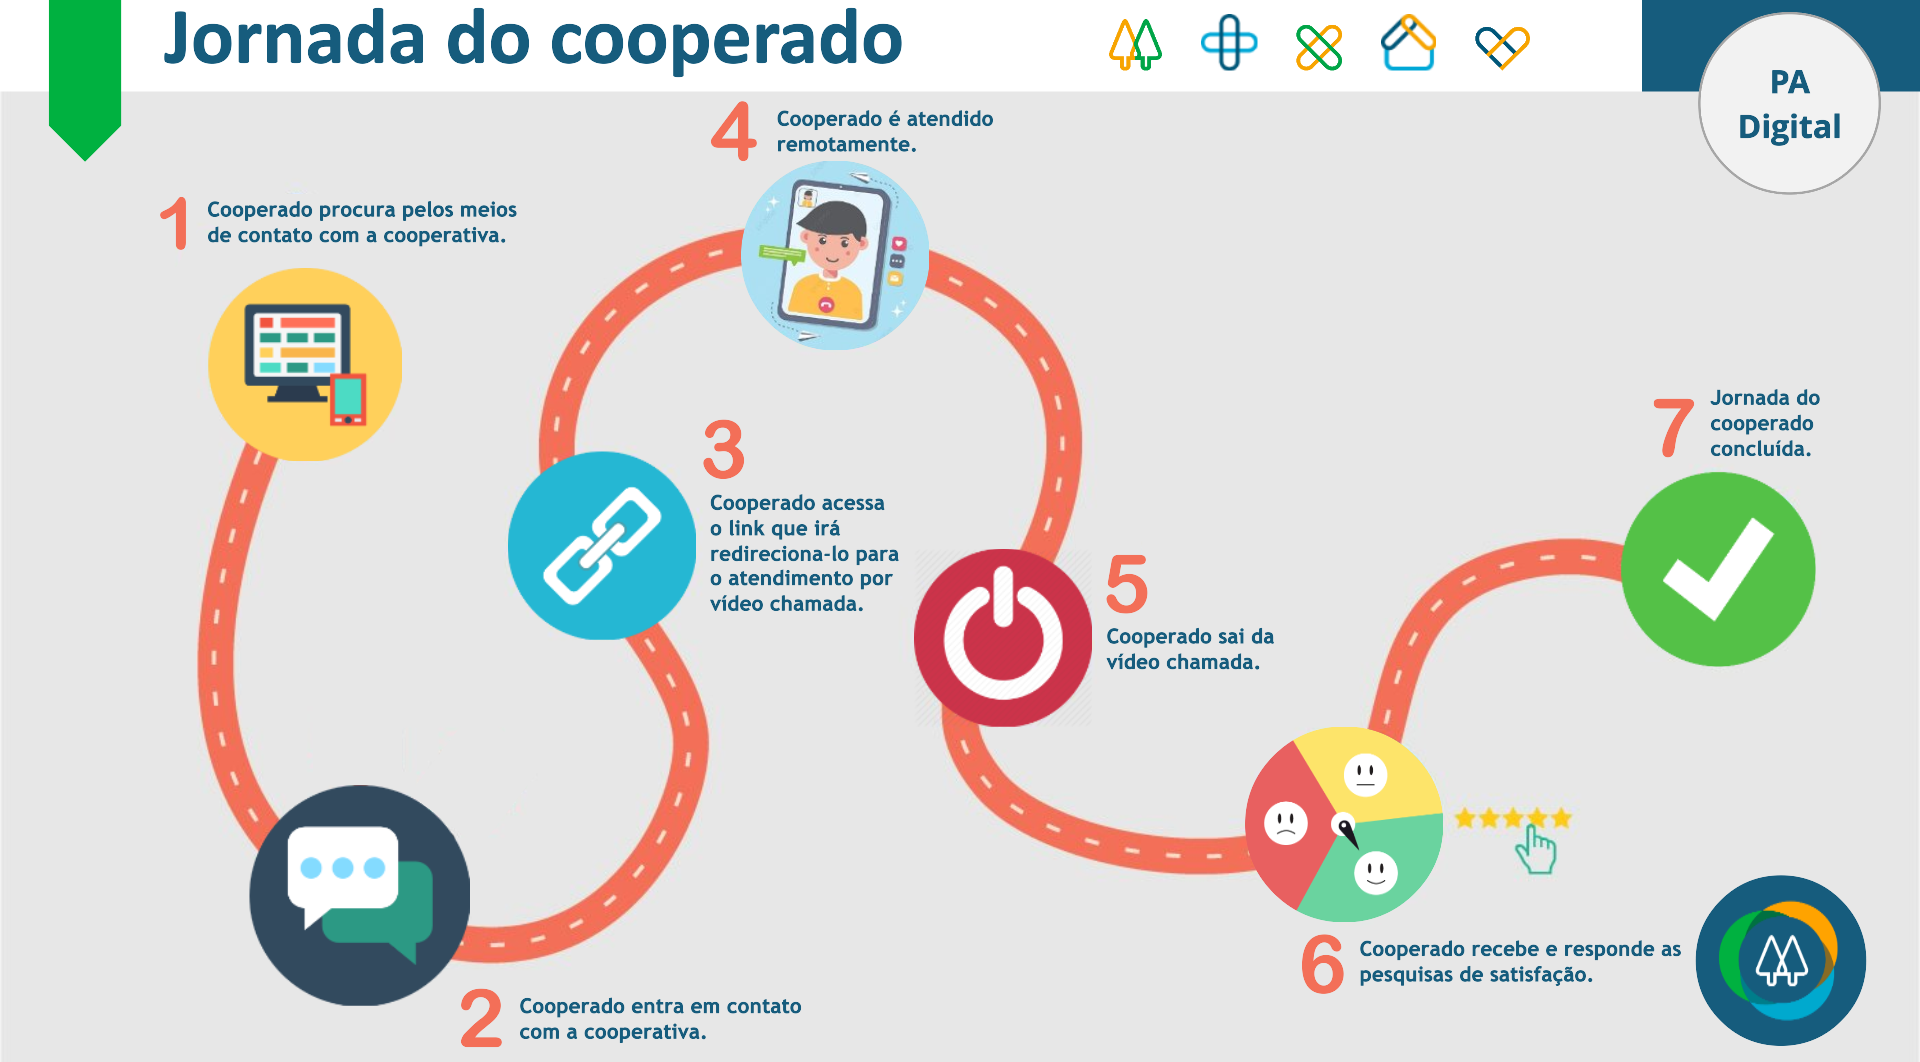 Jornada do cooperado
PA
Digital
1
Cooperado procura pelos meios
de contato com a cooperativa.
2
Cooperado entra em contato
com a cooperativa.
3
Cooperado acessa
o link que irá
redireciona-lo para
o atendimento por
vídeo chamada.
4
Cooperado é atendido
remotamente.
5
Cooperado sai da
vídeo chamada.
6
Cooperado recebe e responde as
pesquisas de satisfação.
7
Jornada do
cooperado
concluída.